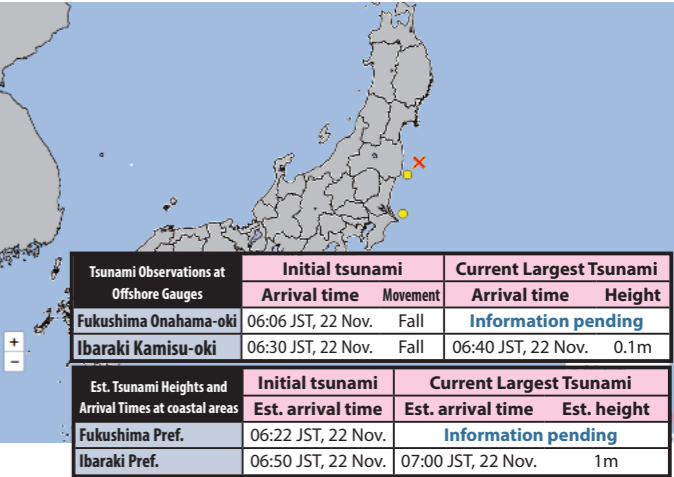 Tsunami Observations at
Offshore Gauges
Initial tsunami
Current Largest Tsunami
Arrival time Movement Arrival time Height
Fukushima Onahama-oki 06:06 JST, 22 Nov. Fall Information pending
Ibaraki Kamisu-oki 06:30 JST, 22 Nov. Fall 06:40 JST, 22 Nov. 0.1m
+
−
Est. Tsunami Heights and
Arrival Times at coastal areas
Initial tsunami
Current Largest Tsunami
Est. arrival time Est. arrival time Est. height
Fukushima Pref. 06:22 JST, 22 Nov. Information pending
Ibaraki Pref. 06:50 JST, 22 Nov. 07:00 JST, 22 Nov. 1m